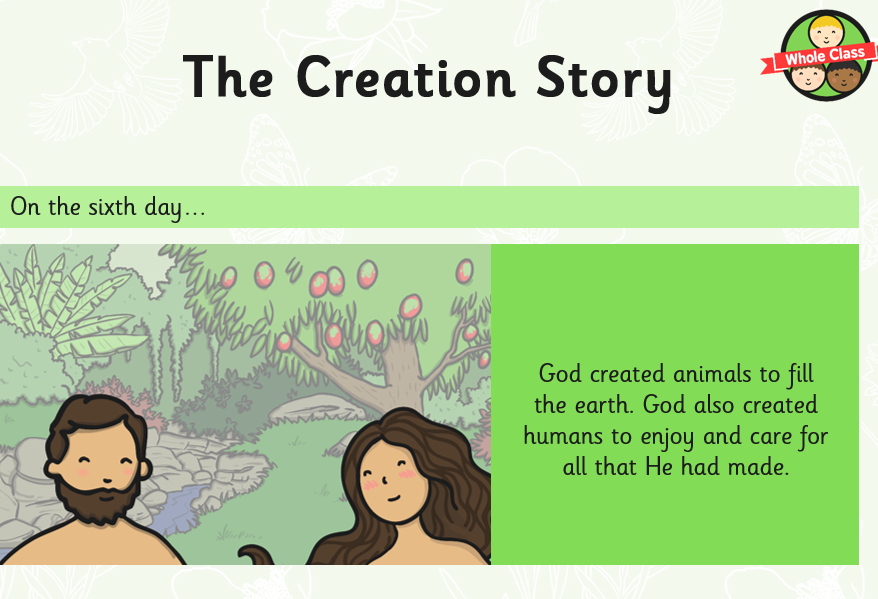 The Creation Story
Whole Class
On the sixth day...
God created animals to fill
the earth. God also created
humans to enjoy and care for
all that He had made.